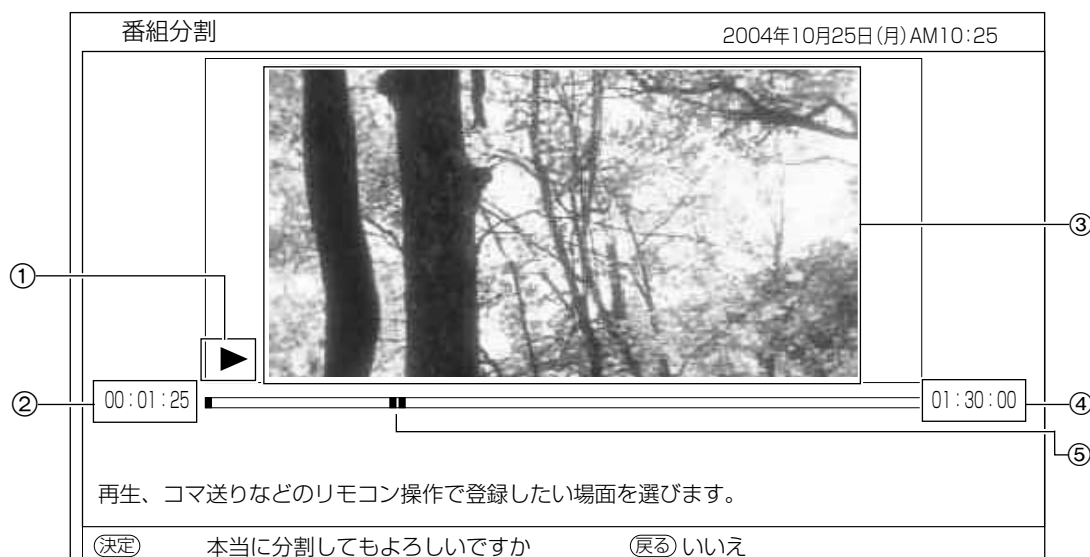 番組分割 2004年10月25日(月)AM10:25
③
①
② 00:01:25 01:30:00 ④
⑤
再生、コマ送りなどのリモコン操作で登録したい場面を選びます。
決定 本当に分割してもよろしいですか 戻る いいえ